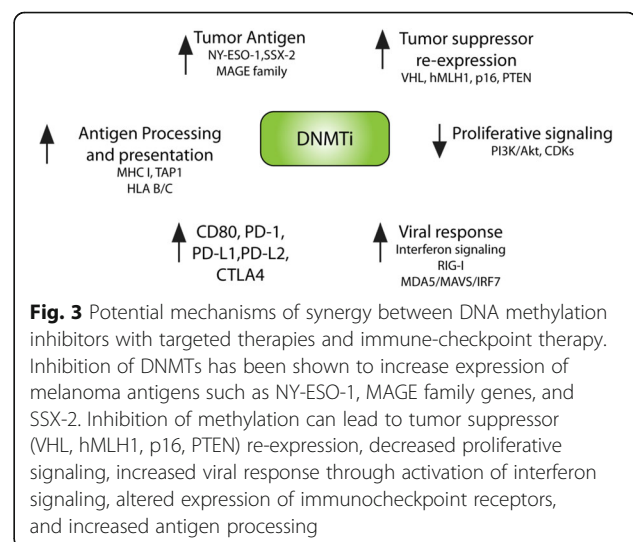 Tumor Antigen
NY-ESO-1,SSX-2
MAGE family
Tumor suppressor
re-expression
VHL, hMLH1, p16, PTEN
Antigen Processing
and presentation
MHC I, TAP1
HLA B/C
DNMTi
Proliferative signaling
PI3K/Akt, CDKs
CD80, PD-1,
PD-L1,PD-L2,
CTLA4
Viral response
Interferon signaling
RIG-I
MDA5/MAVS/IRF7
Fig. 3 Potential mechanisms of synergy between DNA methylation
inhibitors with targeted therapies and immune-checkpoint therapy.
Inhibition of DNMTs has been shown to increase expression of
melanoma antigens such as NY-ESO-1, MAGE family genes, and
SSX-2. Inhibition of methylation can lead to tumor suppressor
(VHL, hMLH1, p16, PTEN) re-expression, decreased proliferative
signaling, increased viral response through activation of interferon
signaling, altered expression of immunocheckpoint receptors,
and increased antigen processing